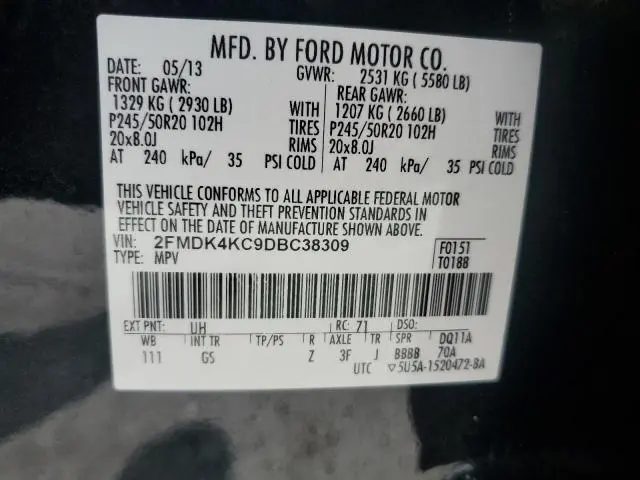 MFD. BY FORD MOTOR CO.
DATE: 05/13 GVWR: 2531 KG ( 5580 LB)
FRONT GAWR: REAR GAWR:
1329 KG ( 2930 LB) WITH 1207 KG ( 2660 LB) WITH
P245/50R20 102H TIRES P245/50R20 102H TIRES
20x8.0J RIMS 20x8.0J RIMS
AT 240 kPa/ 35 PSI COLD AT 240 kPa/ 35 PSI COLD
THIS VEHICLE CONFORMS TO ALL APPLICABLE FEDERAL MOTOR
VEHICLE SAFETY AND THEFT PREVENTION STANDARDS IN
EFFECT ON THE DATE OF MANUFACTURE SHOWN ABOVE.
VIN: 2FMDK4KC9DBC38309 F0151
TYPE: MPV T0188
EXT PNT: UH RC: 71 DSO:
WB INT TR TP/PS R AXLE TR SPR DQ11A
111 GS Z 3F J BBBB 70A
UTC ▽5U5A-1520472-BA